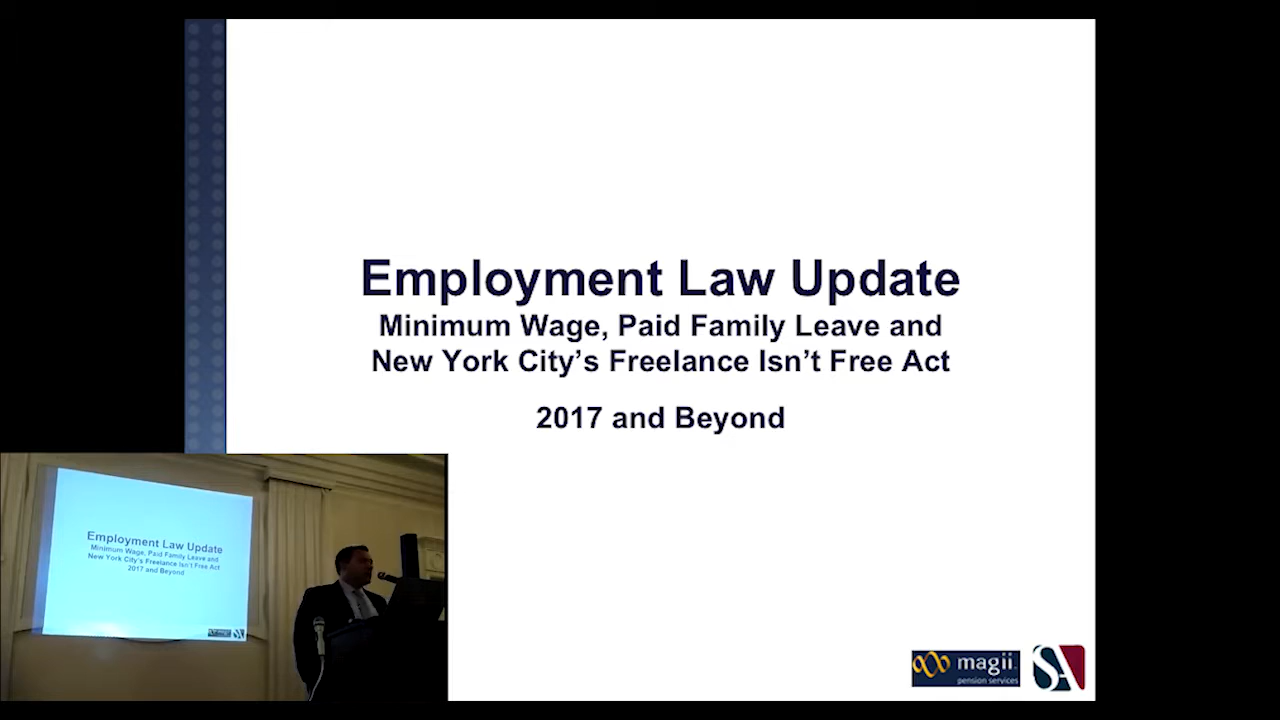 Employment Law Update
Minimum Wage, Paid Family Leave and
New York City’s Freelance Isn’t Free Act
2017 and Beyond
Employment Law Update
Minimum Wage, Paid Family Leave and
New York City’s Freelance Isn’t Free Act
2017 and Beyond
magii
pension services
SA